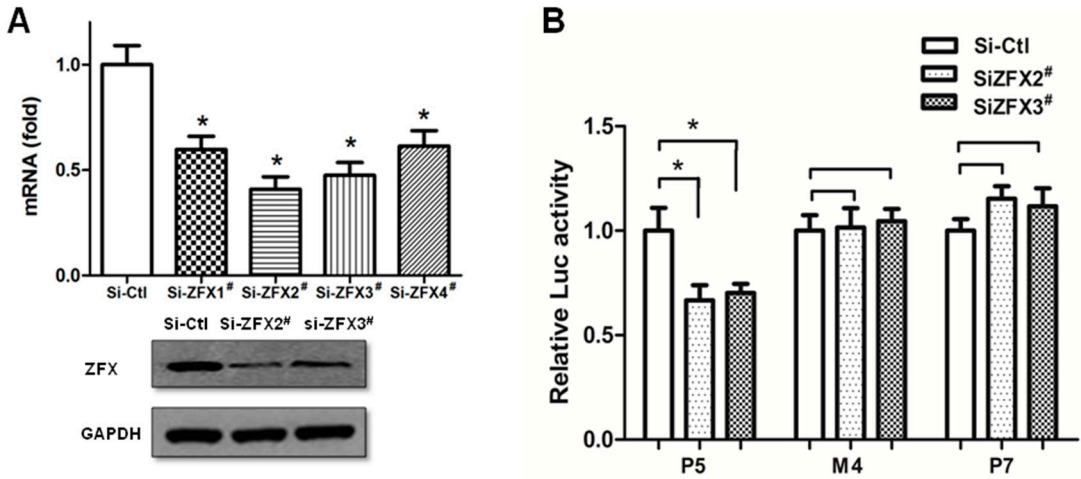 A
mRNA (fold)
1.0
0.5
0.0
*
*
*
*
Si-Ctl Si-ZFX1# Si-ZFX2# Si-ZFX3# Si-ZFX4#
Si-Ctl Si-ZFX2# si-ZFX3#
ZFX
GAPDH
B
Si-Ctl
SiZFX2#
SiZFX3#
Relative Luc activity
1.5
1.0
0.5
0.0
*
*
P5 M4 P7